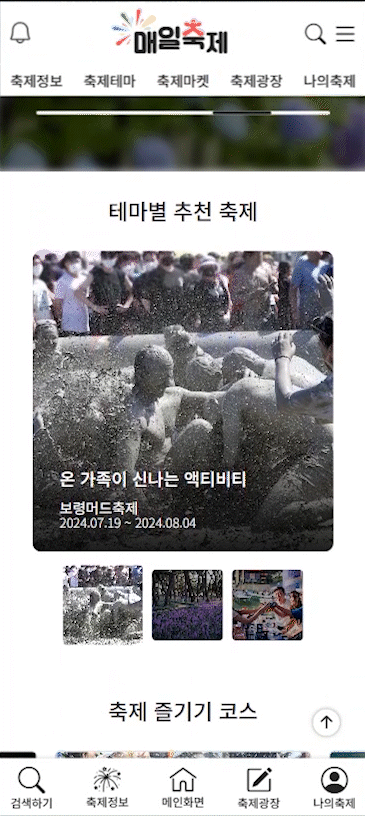 매일축제
축제정보 축제테마 축제마켓 축제광장 나의축제
테마별 추천 축제
온 가족이 신나는 액티비티
보령머드축제
2024.07.19 ~ 2024.08.04
축제 즐기기 코스
검색하기 축제정보 메인화면 축제광장 나의축제